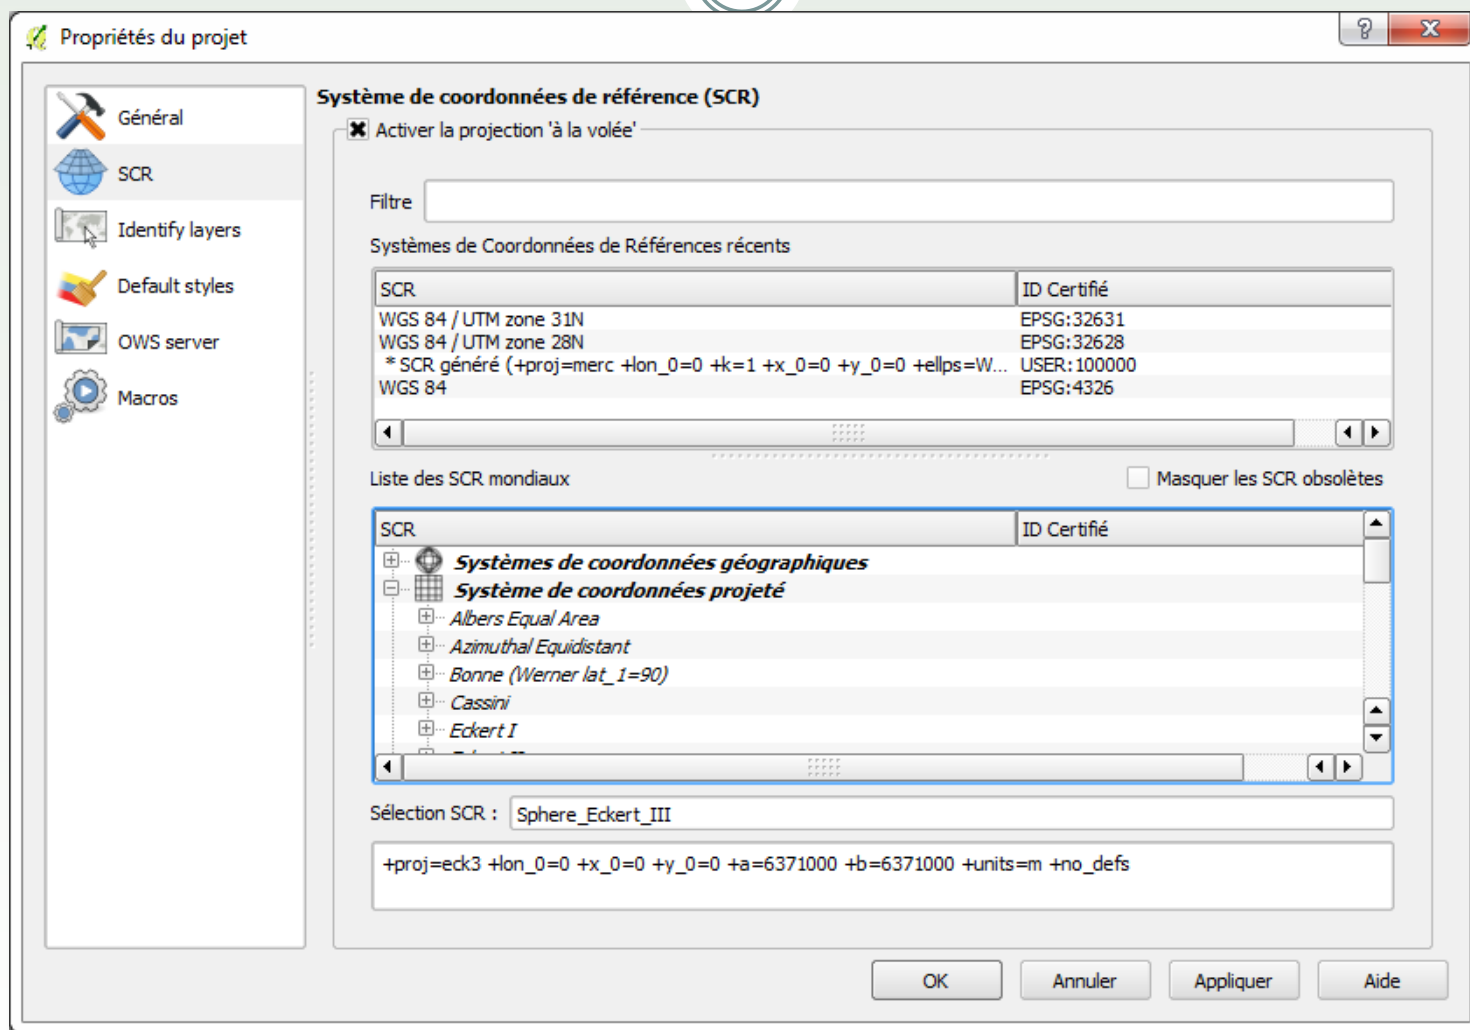 Propriétés du projet
Général
SCR
Identify layers
Default styles
OWS server
Macros
Système de coordonnées de référence (SCR)
Activer la projection 'à la volée'
Filtre
Systèmes de Coordonnées de Références récents
SCR ID Certifié
WGS 84 / UTM zone 31N EPSG:32631
WGS 84 / UTM zone 28N EPSG:32628
* SCR généré (+proj=merc +lon_0=0 +k=1 +x_0=0 +y_0=0 +ellps=W... USER:100000
WGS 84 EPSG:4326
Liste des SCR mondiaux Masquer les SCR obsolètes
SCR ID Certifié
Systèmes de coordonnées géographiques
Système de coordonnées projeté
Albers Equal Area
Azimuthal Equidistant
Bonne (Werner lat_1=90)
Cassini
Eckert I
Sélection SCR : Sphere_Eckert_III
+proj=eck3 +lon_0=0 +x_0=0 +y_0=0 +a=6371000 +b=6371000 +units=m +no_defs
OK Annuler Appliquer Aide